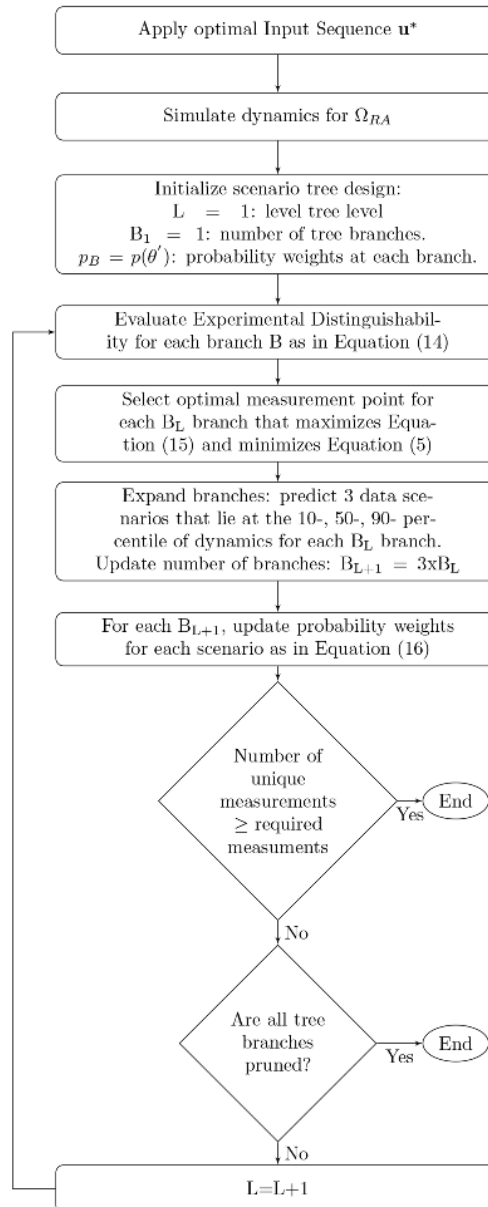 Apply optimal Input Sequence u*
Simulate dynamics for Ω_RA
Initialize scenario tree design:
L = 1: level tree level
B₁ = 1: number of tree branches.
p_B = p(θ′): probability weights at each branch.
Evaluate Experimental Distinguishabil-
ity for each branch B as in Equation (14)
Select optimal measurement point for
each B_L branch that maximizes Equa-
tion (15) and minimizes Equation (5)
Expand branches: predict 3 data sce-
narios that lie at the 10-, 50-, 90- per-
centile of dynamics for each B_L branch.
Update number of branches: B_L+1 = 3xB_L
For each B_L+1, update probability weights
for each scenario as in Equation (16)
Number of
unique
measurements
≥ required
measuments
Yes
End
No
Are all tree
branches
pruned?
Yes
End
No
L=L+1